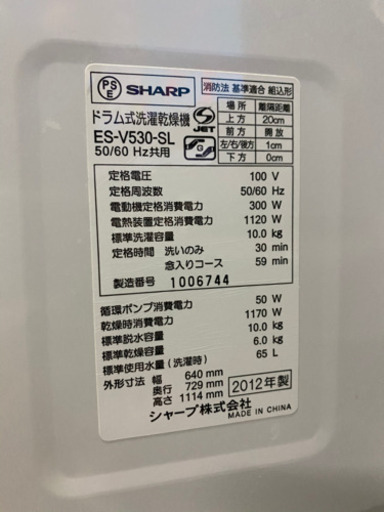 PS E SHARP
ドラム式洗濯乾燥機
ES-V530-SL
50/60 Hz共用
S JET
消防法 基準適合 組込形
場所 離隔距離
上方 20cm
前方 開放
左/右/後方 1cm
下方 0cm
定格電圧 100 V
定格周波数 50/60 Hz
電動機定格消費電力 300 W
電熱装置定格消費電力 1120 W
標準洗濯容量 10.0 kg
定格時間 洗いのみ 30 min
念入りコース 59 min
製造番号 1006744
循環ポンプ消費電力 50 W
乾燥時消費電力 1170 W
標準脱水容量 10.0 kg
標準乾燥容量 6.0 kg
標準使用水量(洗濯時) 65 L
外形寸法 幅 640 mm
奥行 729 mm
高さ 1114 mm
2012年製
シャープ株式会社
MADE IN CHINA